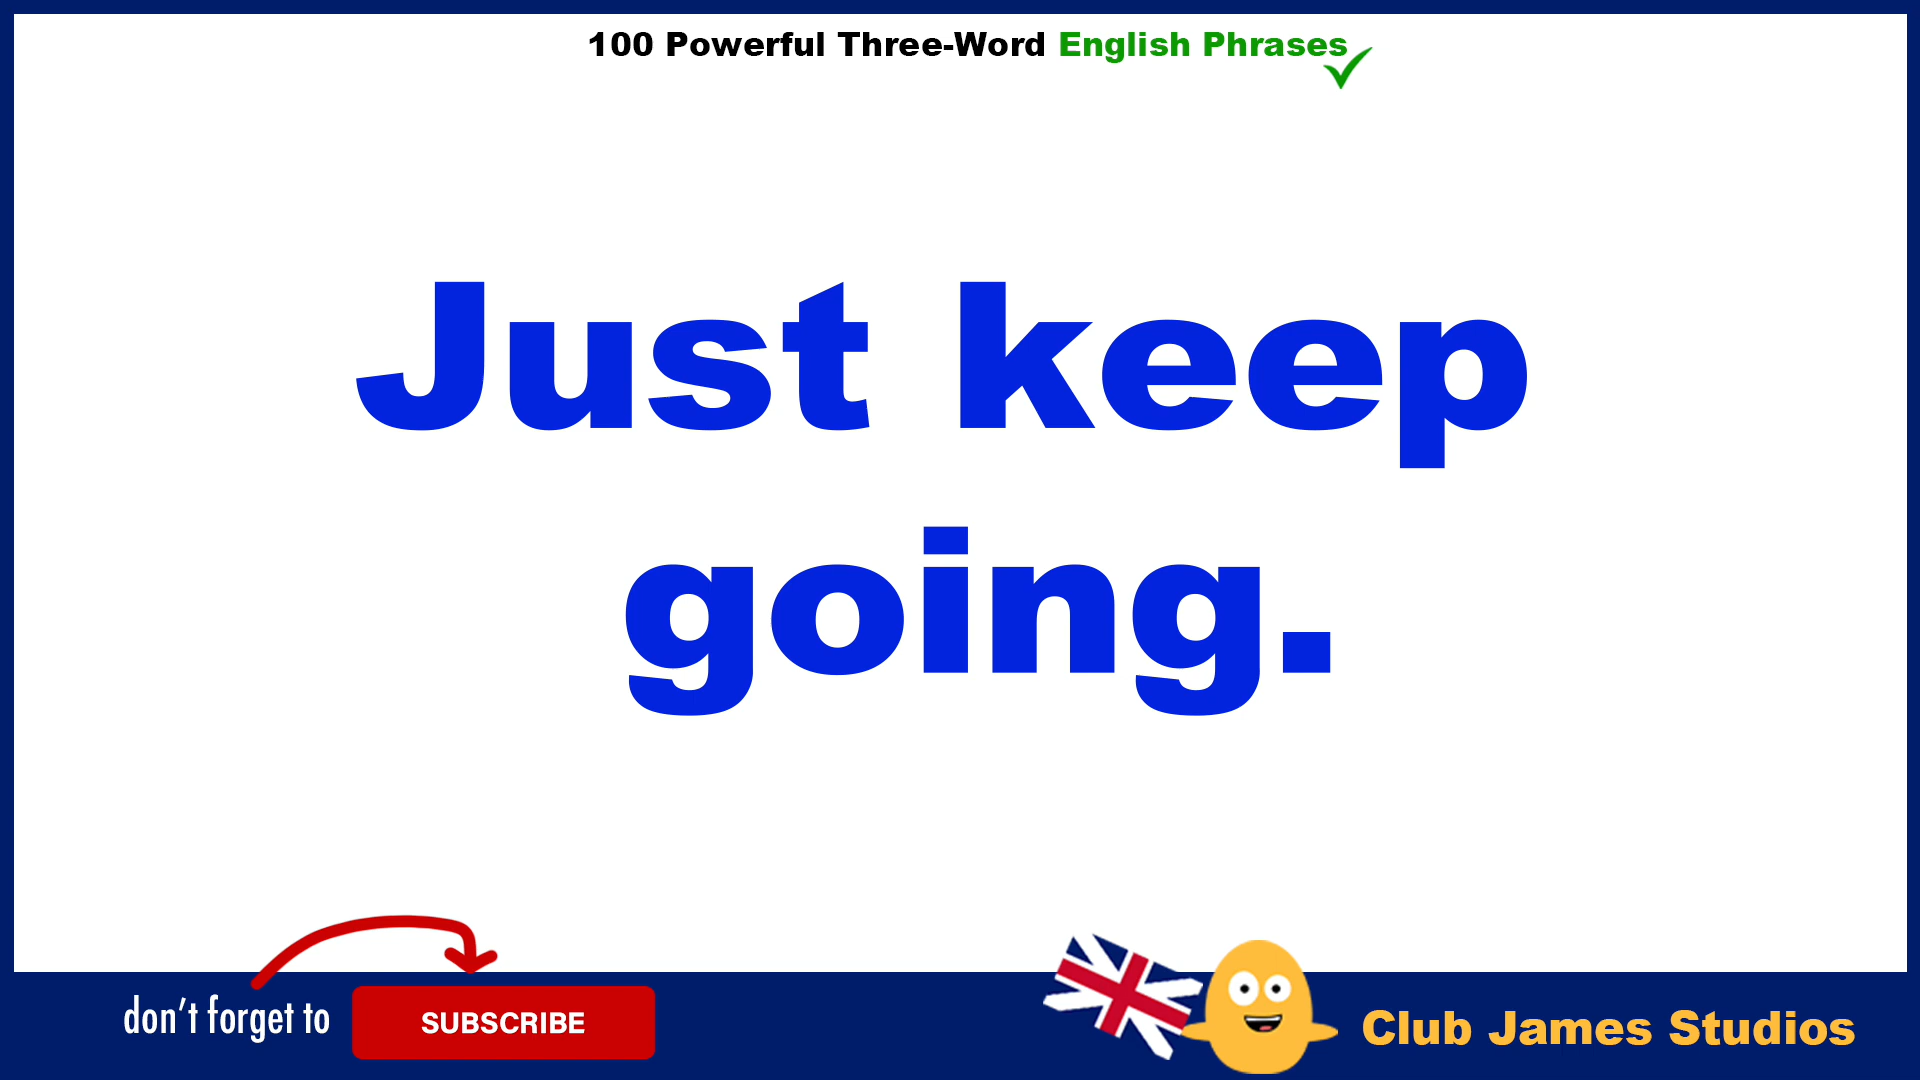 100 Powerful Three-Word English Phrases
Just keep
going.
don't forget to
SUBSCRIBE
Club James Studios